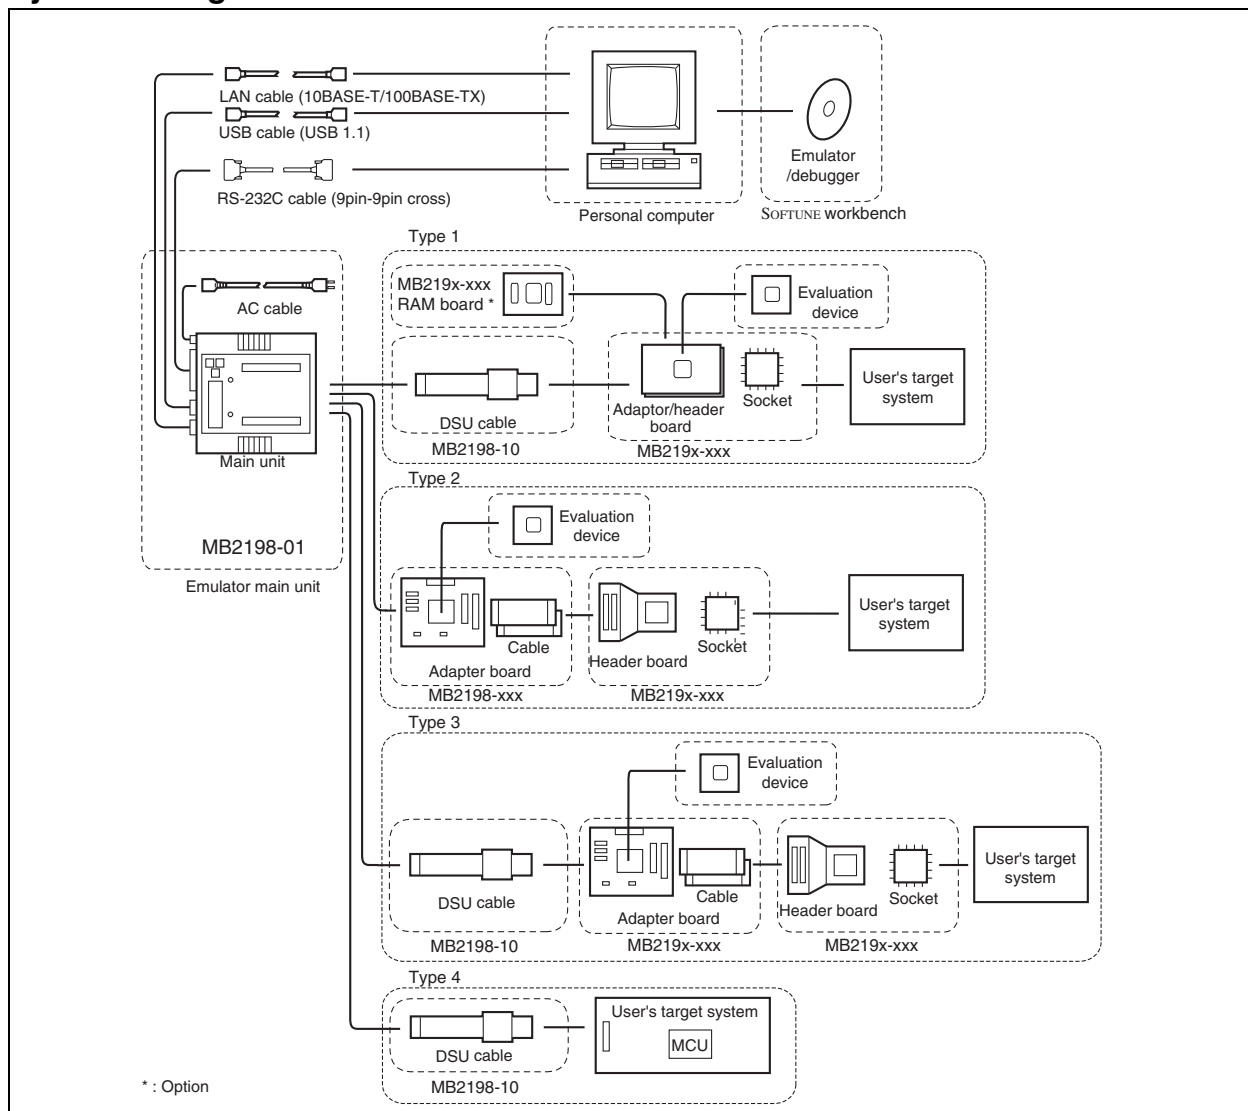 LAN cable (10BASE-T/100BASE-TX)
USB cable (USB 1.1)
RS-232C cable (9pin-9pin cross)
Personal computer
Emulator
/debugger
SOFTUNE workbench
AC cable
Main unit
MB2198-01
Emulator main unit
Type 1
MB219x-xxx
RAM board *
Evaluation
device
DSU cable
MB2198-10
Adaptor/header
board
Socket
MB219x-xxx
User's target
system
Type 2
Evaluation
device
Cable
Adapter board
MB2198-xxx
Header board
Socket
MB219x-xxx
User's target
system
Type 3
Evaluation
device
DSU cable
MB2198-10
Cable
Adapter board
MB219x-xxx
Header board
Socket
MB219x-xxx
User's target
system
Type 4
DSU cable
MB2198-10
User's target system
MCU
* : Option